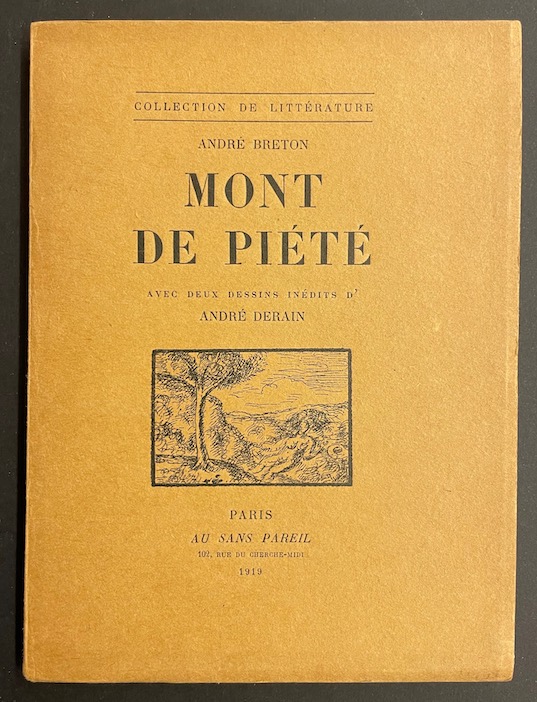 COLLECTION DE LITTÉRATURE
ANDRÉ BRETON
MONT
DE PIÉTÉ
AVEC DEUX DESSINS INÉDITS D'
ANDRÉ DERAIN
PARIS
AU SANS PAREIL
102, RUE DU CHERCHE-MIDI
1919